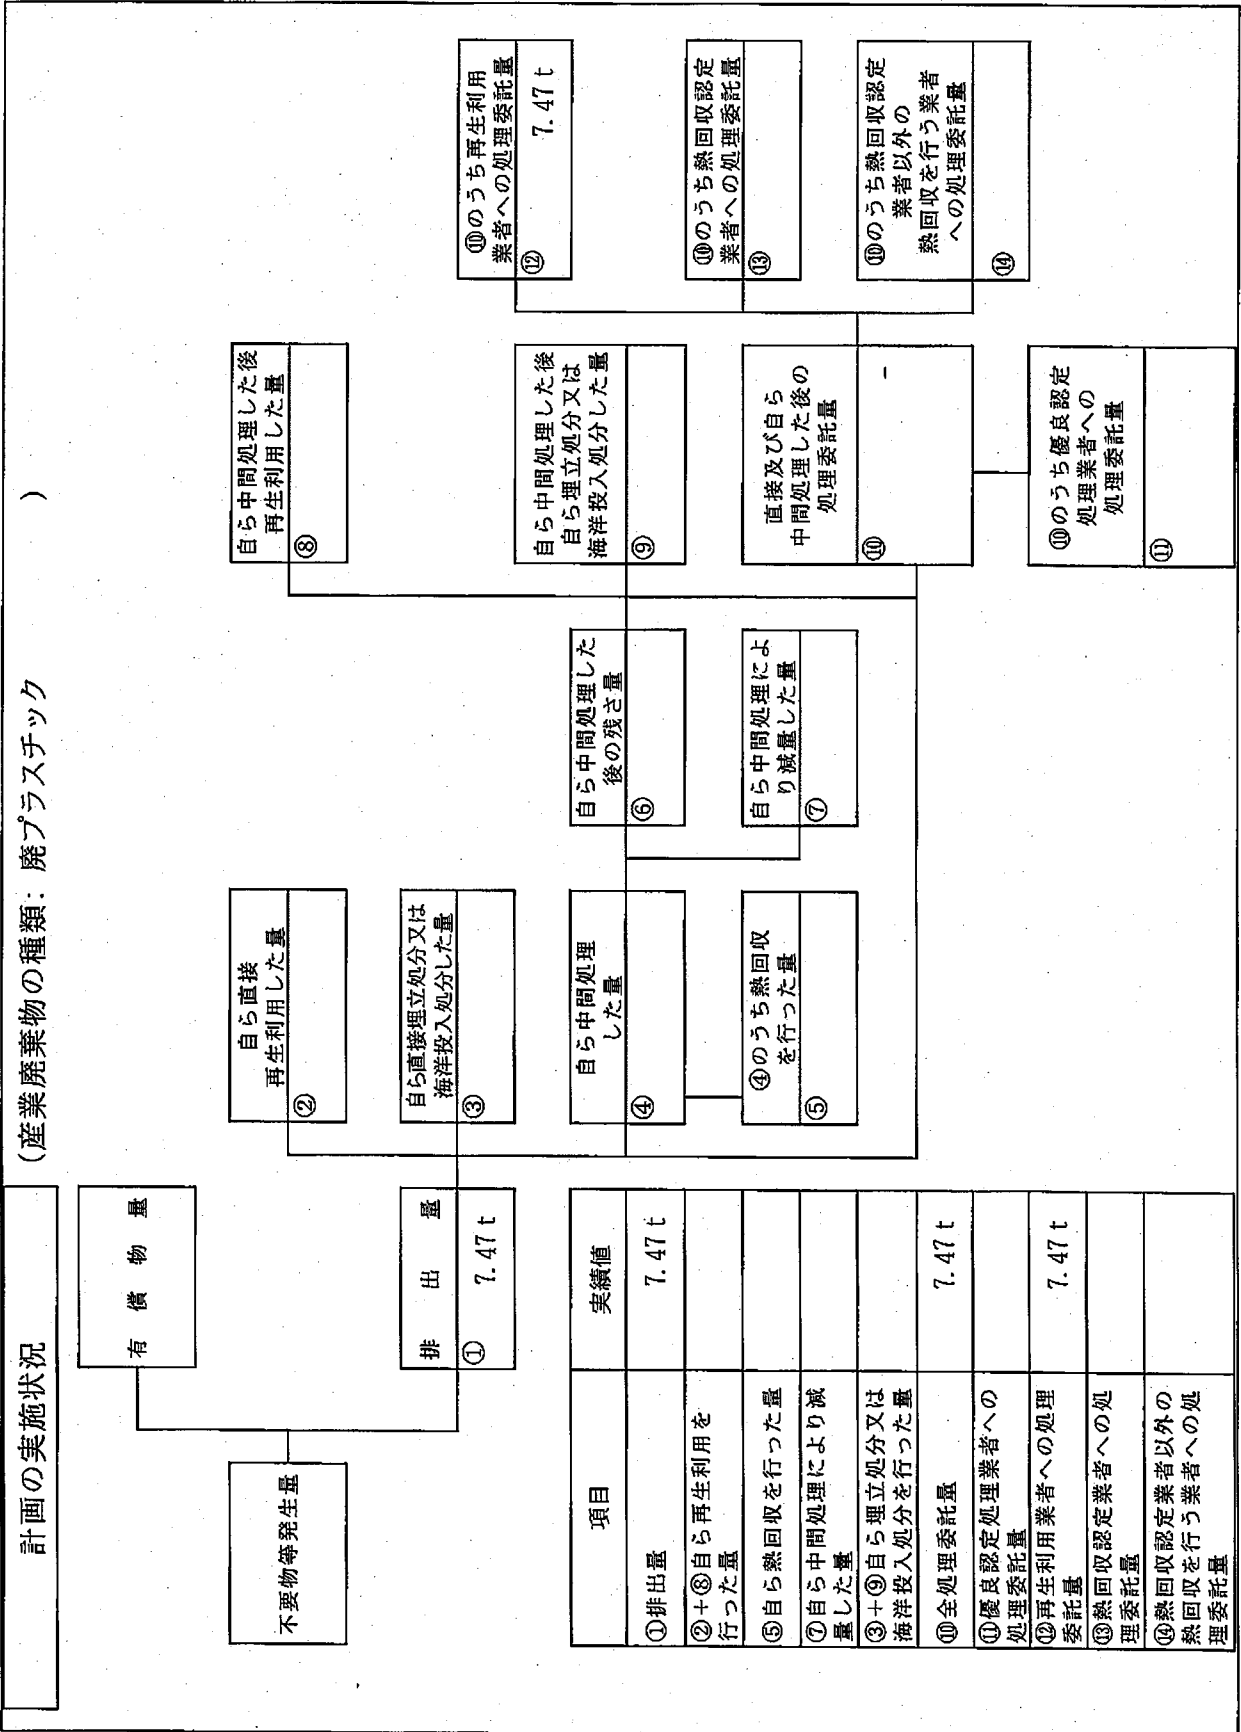 計画の実施状況
(産業廃棄物の種類：廃プラスチック　　　　)
不要物等発生量
有償物量
排出量
① 7.47t
自ら直接
再生利用した量
②
自ら直接埋立処分又は
海洋投入処分した量
③
自ら中間処理
した量
④
④のうち熱回収
を行った量
⑤
自ら中間処理した
後の残さ量
⑥
自ら中間処理によ
り減量した量
⑦
自ら中間処理した後
再生利用した量
⑧
自ら中間処理した後
自ら埋立処分又は
海洋投入処分した量
⑨
直接及び自ら
中間処理した後の
処理委託量
⑩ -
⑩のうち優良認定
処理業者への
処理委託量
⑪
⑩のうち再生利用
業者への処理委託量
⑫ 7.47t
⑩のうち熱回収認定
業者への処理委託量
⑬
⑩のうち熱回収認定
業者以外の
熱回収を行う業者
への処理委託量
⑭
項目 実績値
①排出量 7.47t
②+⑧自ら再生利用を
行った量
⑤自ら熱回収を行った量
⑦自ら中間処理により減
量した量
③+⑨自ら埋立処分又は
海洋投入処分を行った量
⑩全処理委託量 7.47t
⑪優良認定処理業者への
処理委託量
⑫再生利用業者への処理
委託量 7.47t
⑬熱回収認定業者への処
理委託量
⑭熱回収認定業者以外の
熱回収を行う業者への処
理委託量